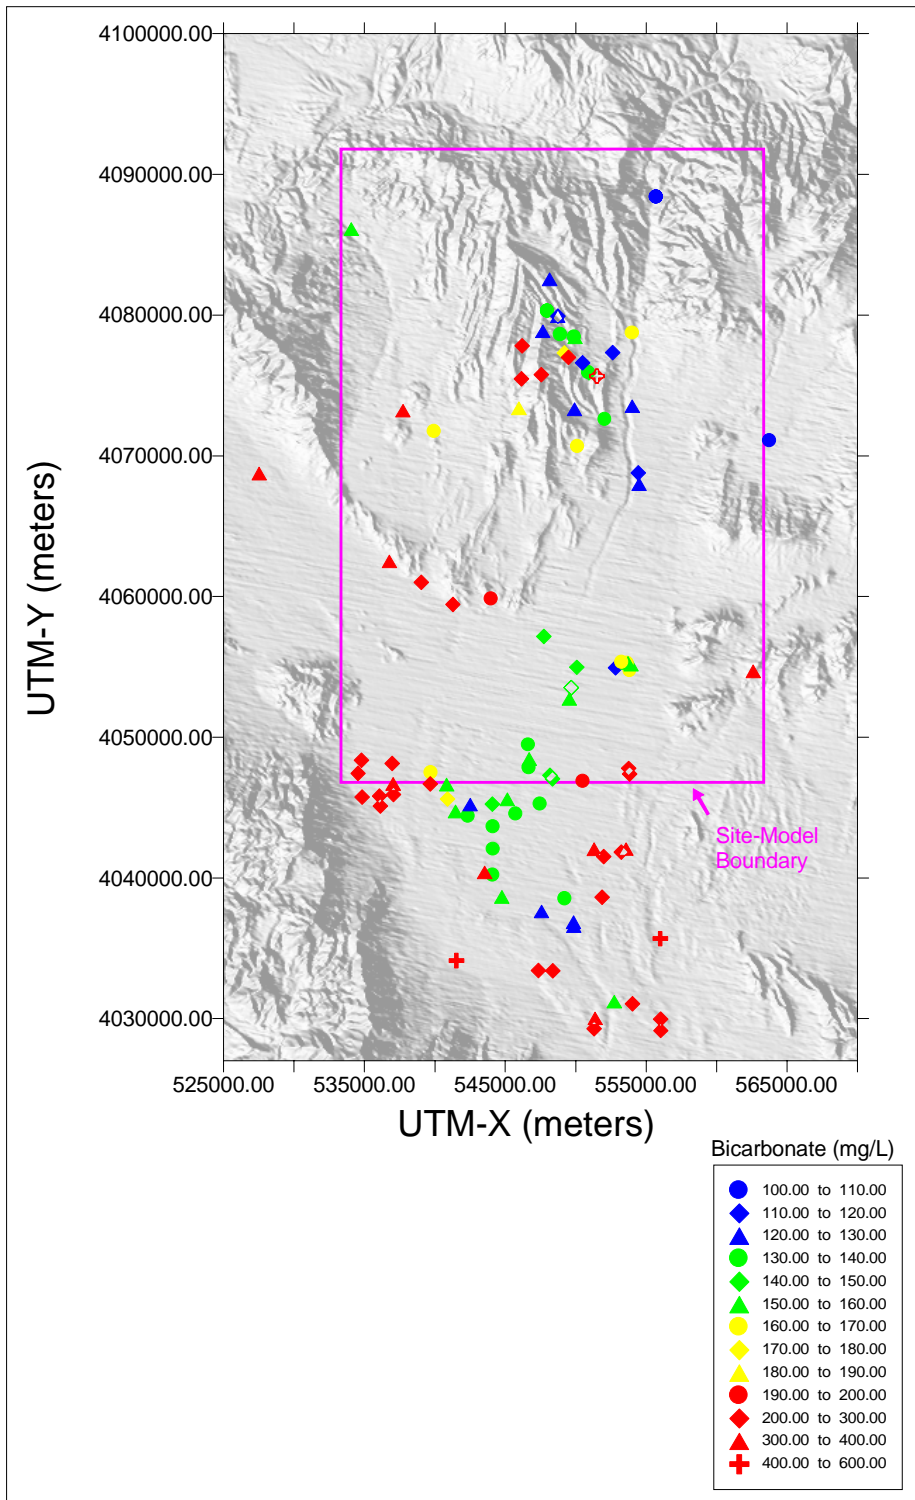 4100000.00
4090000.00
4080000.00
4070000.00
4060000.00
4050000.00
4040000.00
4030000.00
UTM-Y (meters)
Site-Model
Boundary
525000.00 535000.00 545000.00 555000.00 565000.00
UTM-X (meters)
Bicarbonate (mg/L)
100.00 to 110.00
110.00 to 120.00
120.00 to 130.00
130.00 to 140.00
140.00 to 150.00
150.00 to 160.00
160.00 to 170.00
170.00 to 180.00
180.00 to 190.00
190.00 to 200.00
200.00 to 300.00
300.00 to 400.00
400.00 to 600.00